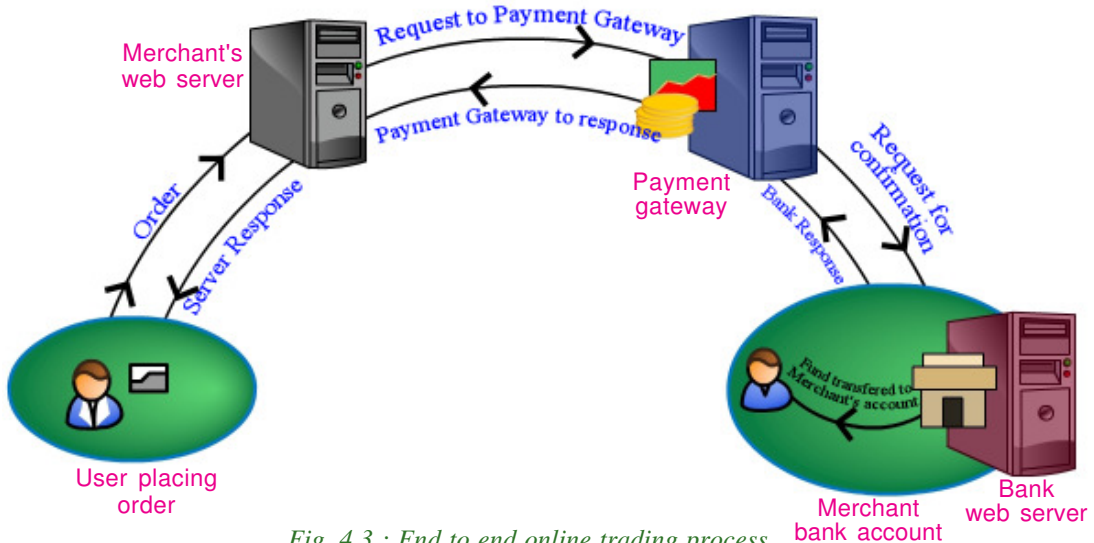 Merchant's
web server
Request to Payment Gateway
Payment Gateway to response
Payment
gateway
Order
Server Response
Request for
confirmation
Bank Response
Fund transfered to
Merchant's account
User placing
order
Merchant
bank account
Bank
web server
Fig. 4.3 : End to end online trading process